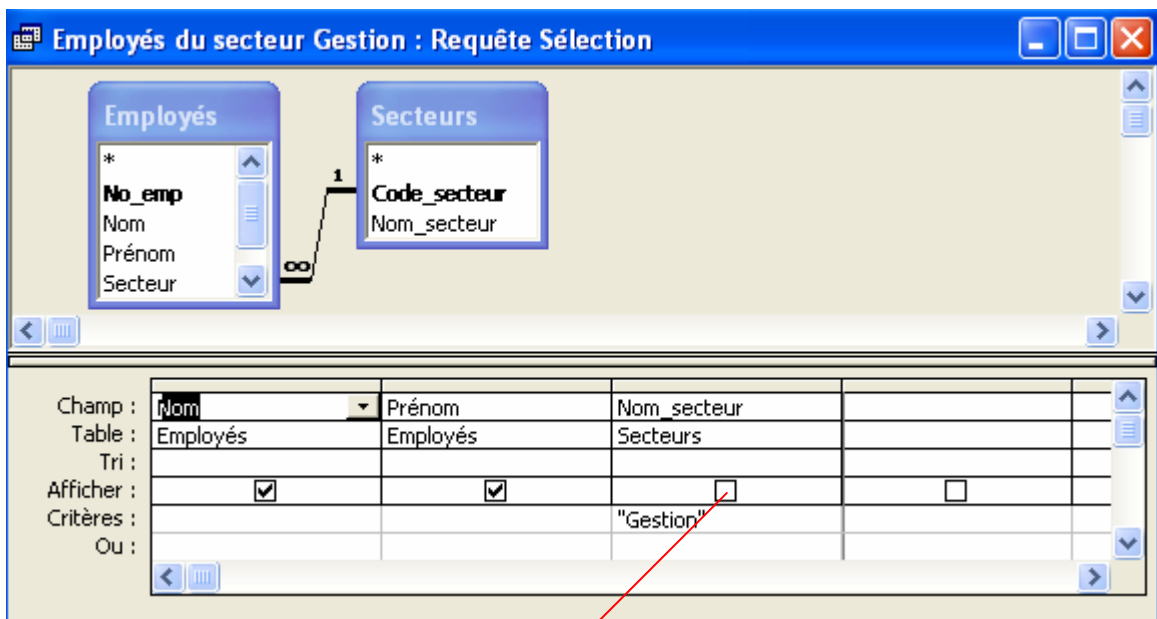 Employés du secteur Gestion : Requête Sélection
Employés
*
No_emp
Nom
Prénom
Secteur
1
∞
Secteurs
*
Code_secteur
Nom_secteur
Champ : Nom Prénom Nom_secteur
Table : Employés Employés Secteurs
Tri :
Afficher :
Critères : "Gestion"
Ou :